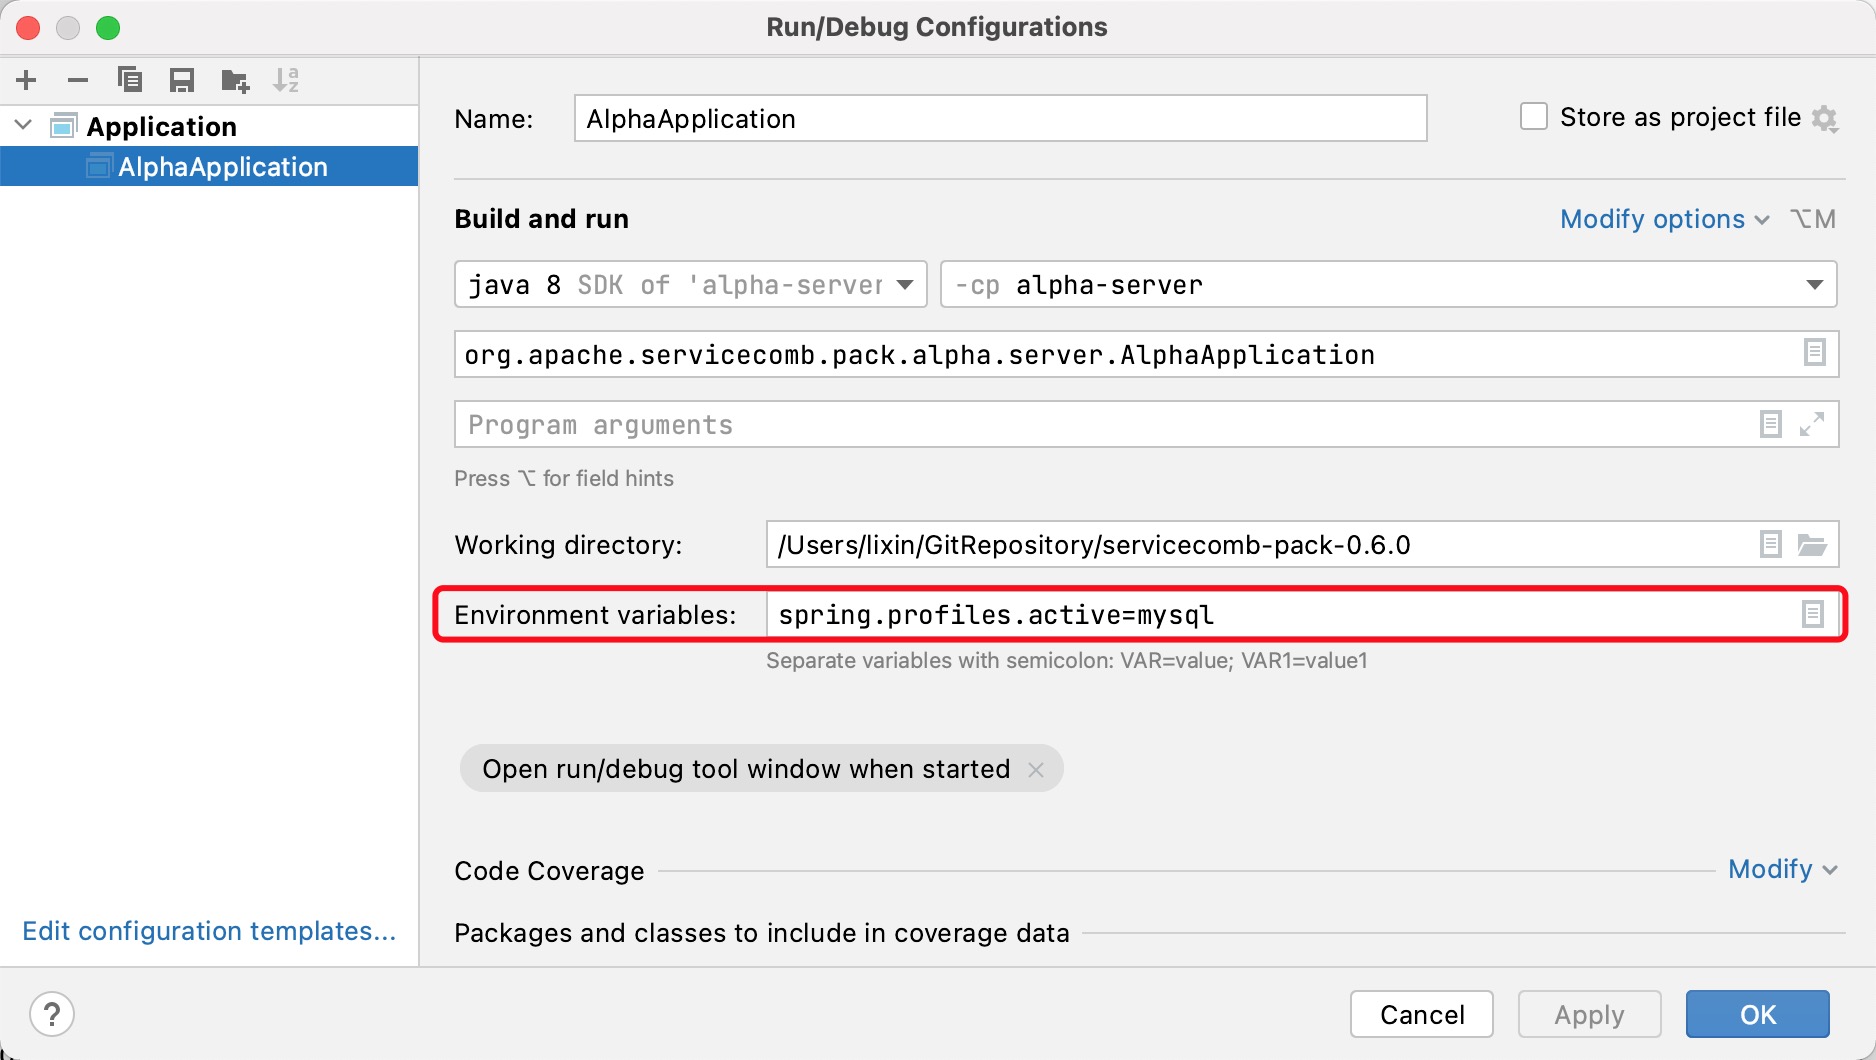 Run/Debug Configurations
Application
AlphaApplication
Edit configuration templates...
Name: AlphaApplication
Store as project file
Build and run
Modify options ⌥M
java 8 SDK of 'alpha-server
-cp alpha-server
org.apache.servicecomb.pack.alpha.server.AlphaApplication
Program arguments
Press ⌥ for field hints
Working directory: /Users/lixin/GitRepository/servicecomb-pack-0.6.0
Environment variables: spring.profiles.active=mysql
Separate variables with semicolon: VAR=value; VAR1=value1
Open run/debug tool window when started
Code Coverage
Modify
Packages and classes to include in coverage data
?
Cancel
Apply
OK